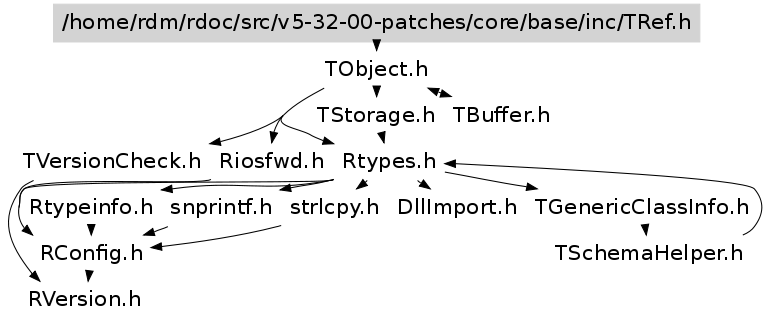 /home/rdm/rdoc/src/v5-32-00-patches/core/base/inc/TRef.h
TObject.h
TStorage.h TBuffer.h
TVersionCheck.h Riosfwd.h Rtypes.h
Rtypeinfo.h snprintf.h strlcpy.h DllImport.h TGenericClassInfo.h
RConfig.h TSchemaHelper.h
RVersion.h